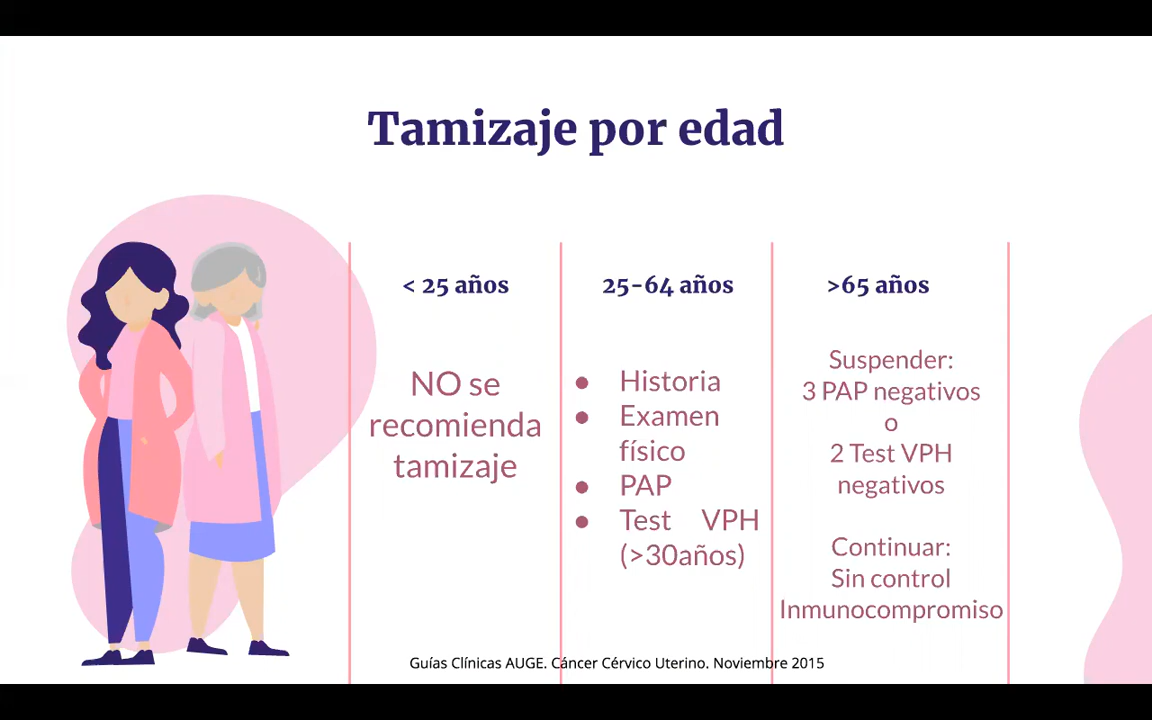 Tamizaje por edad
< 25 años
NO se
recomienda
tamizaje
25-64 años
● Historia
● Examen
físico
● PAP
● Test VPH
(>30años)
>65 años
Suspender:
3 PAP negativos
o
2 Test VPH
negativos
Continuar:
Sin control
Inmunocompromiso
Guías Clínicas AUGE. Cáncer Cérvico Uterino. Noviembre 2015